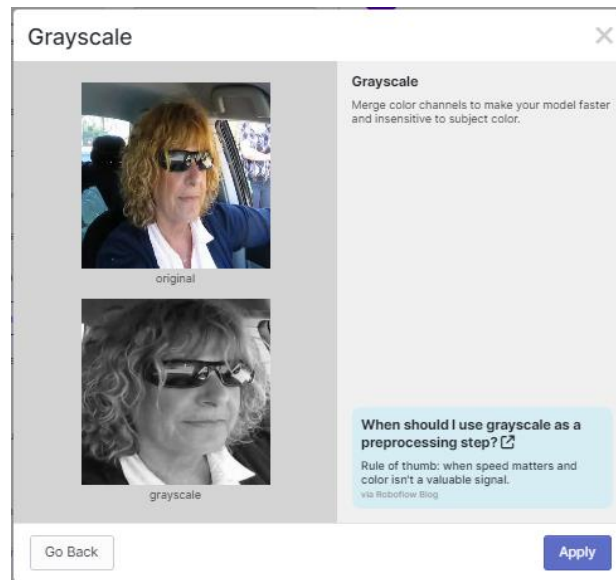 Grayscale
original
grayscale
Grayscale
Merge color channels to make your model faster
and insensitive to subject color.
When should I use grayscale as a
preprocessing step?
Rule of thumb: when speed matters and
color isn't a valuable signal.
via Roboflow Blog
Go Back
Apply